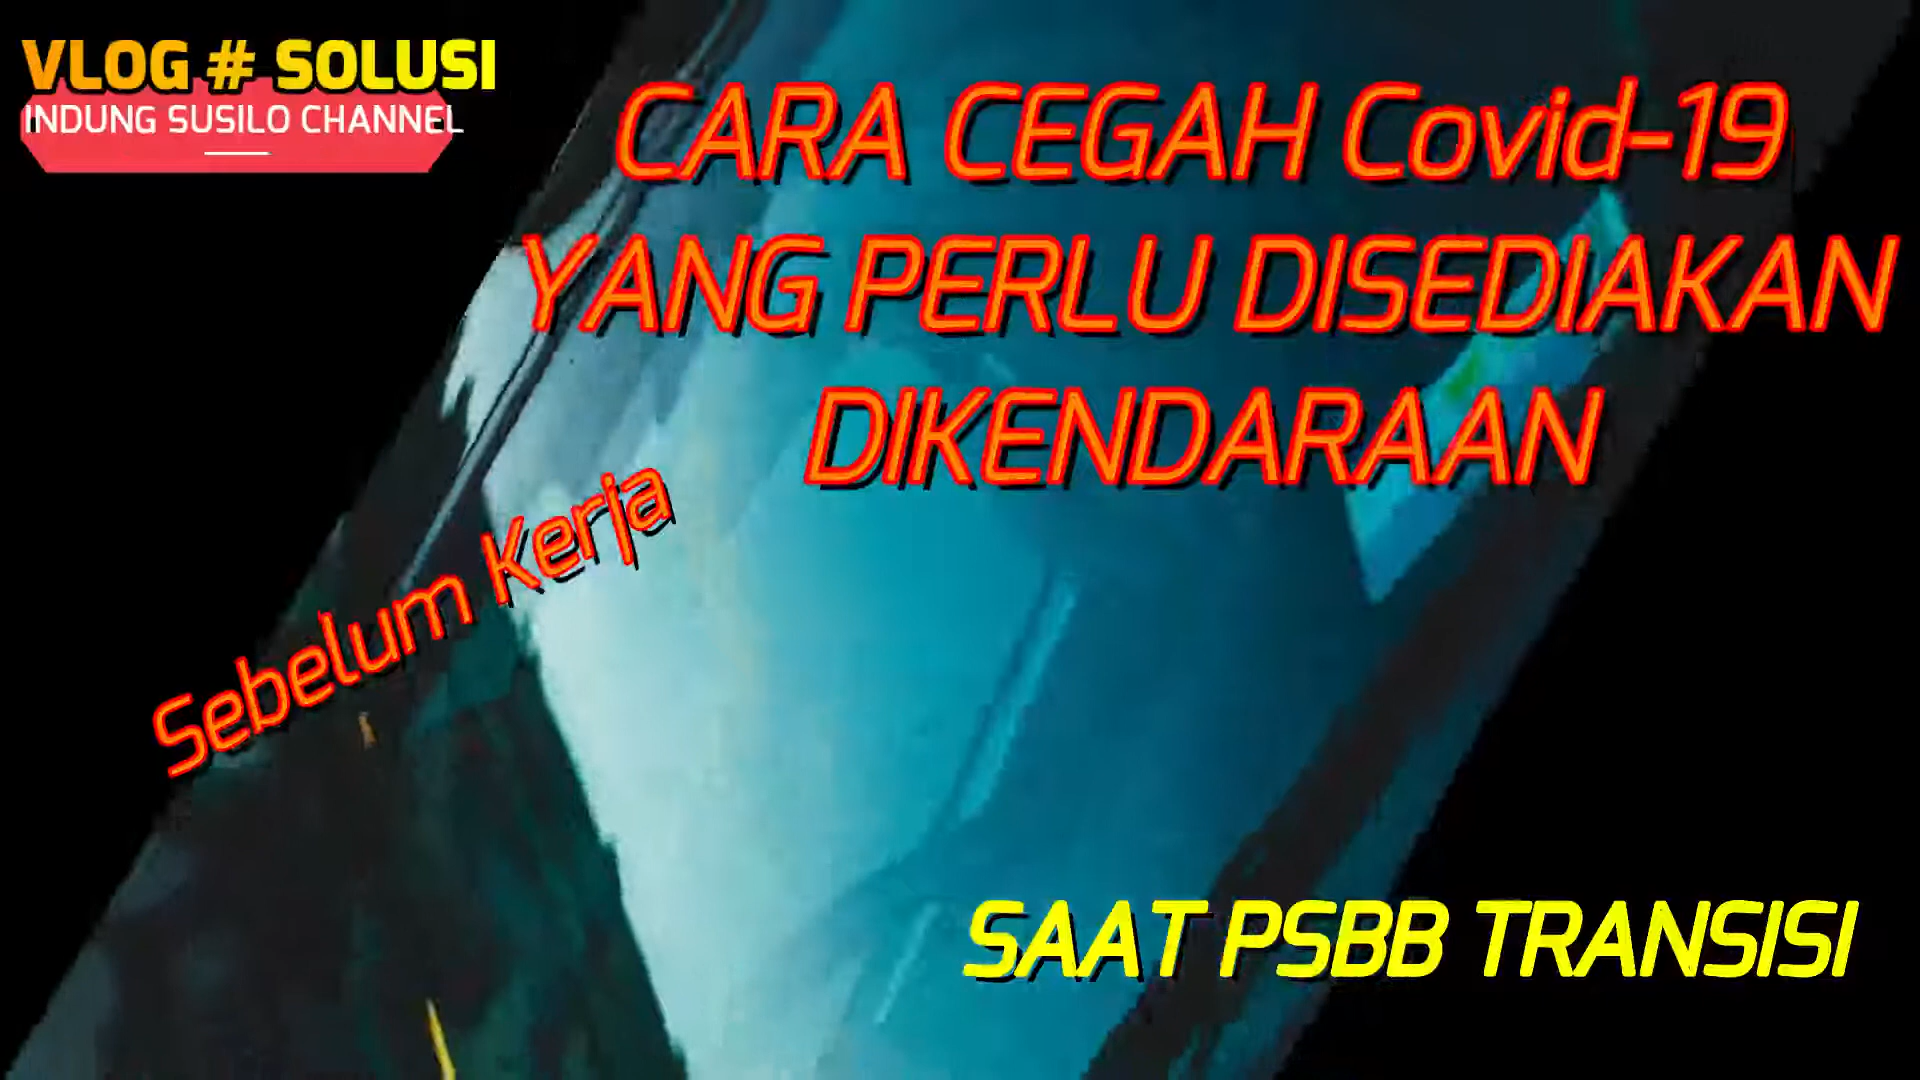 VLOG # SOLUSI
INDUNG SUSILO CHANNEL
CARA CEGAH Covid-19
YANG PERLU DISEDIAKAN
DIKENDARAAN
Sebelum Kerja
SAAT PSBB TRANSISI